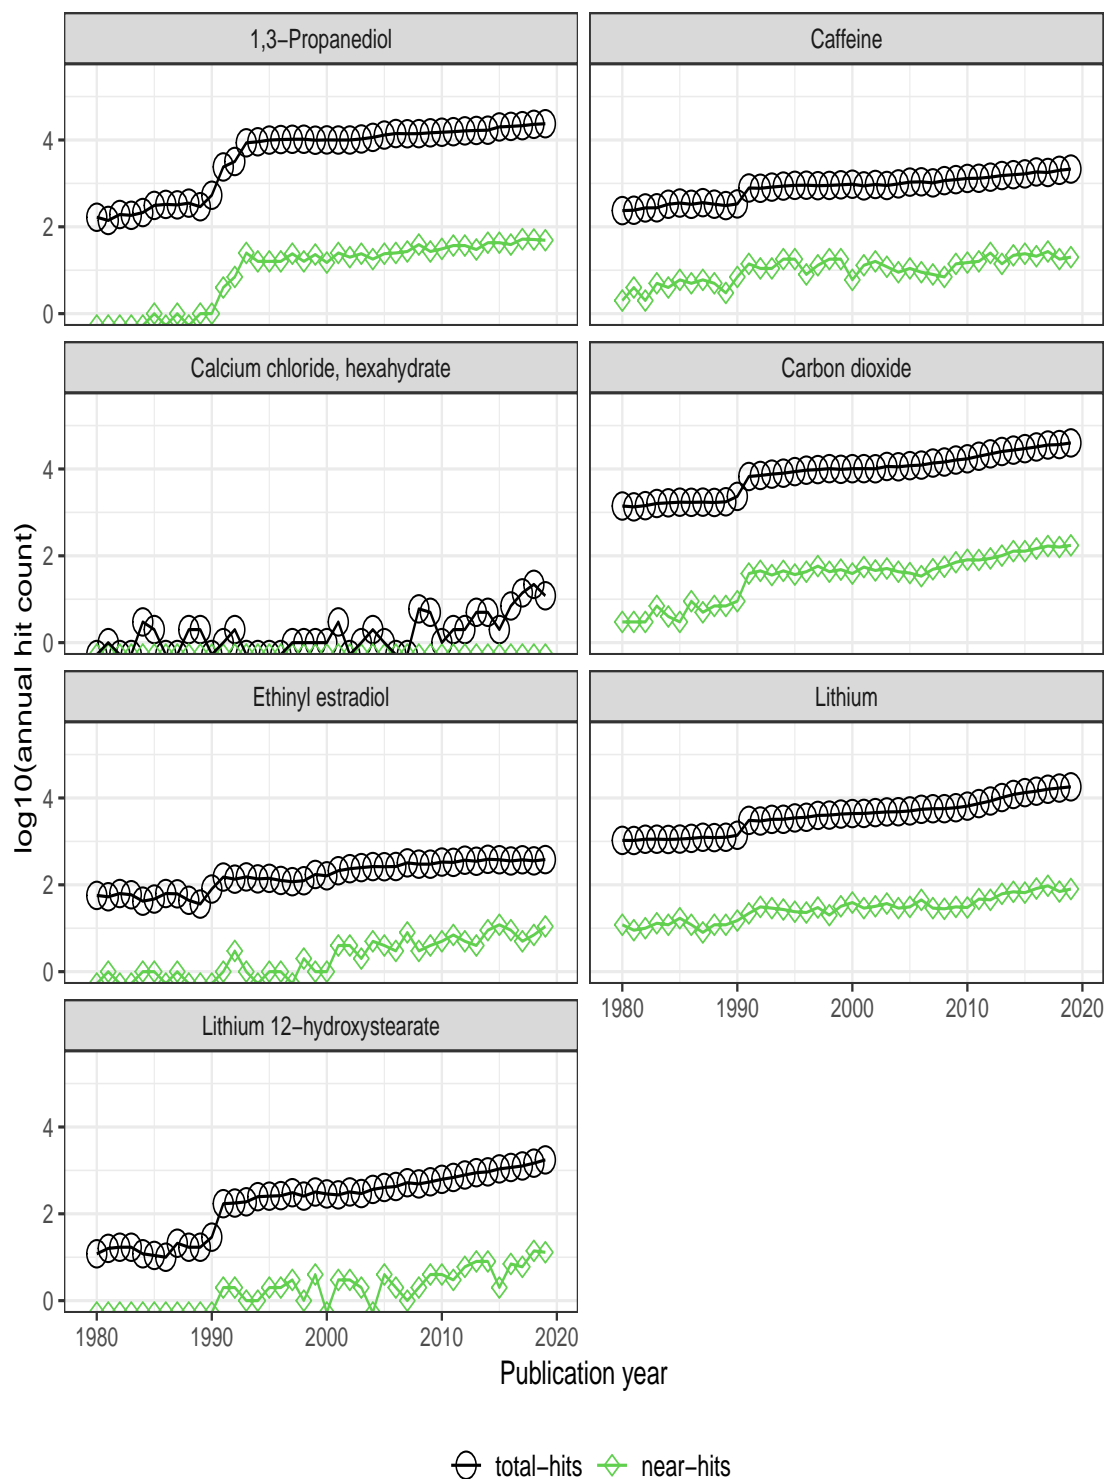 1,3−Propanediol
Caffeine
4
2
0
Calcium chloride, hexahydrate
Carbon dioxide
4
2
0
Ethinyl estradiol
Lithium
4
2
0
1980 1990 2000 2010 2020
Lithium 12−hydroxystearate
4
2
0
1980 1990 2000 2010 2020
log10(annual hit count)
Publication year
total−hits near−hits